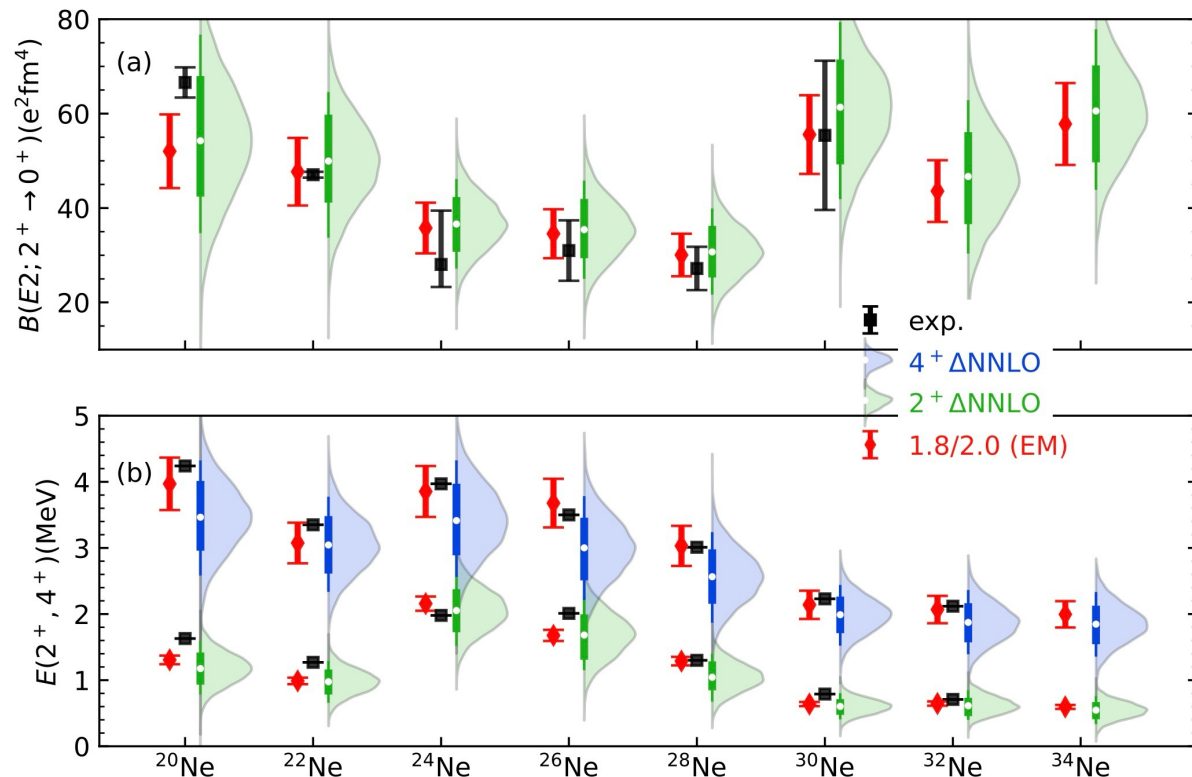 80
60
40
20
B(E2; 2⁺ → 0⁺)(e²fm⁴)
(a)
exp.
4⁺ ΔNNLO
2⁺ ΔNNLO
1.8/2.0 (EM)
5
4
3
2
1
0
E(2⁺, 4⁺)(MeV)
(b)
²⁰Ne ²²Ne ²⁴Ne ²⁶Ne ²⁸Ne ³⁰Ne ³²Ne ³⁴Ne